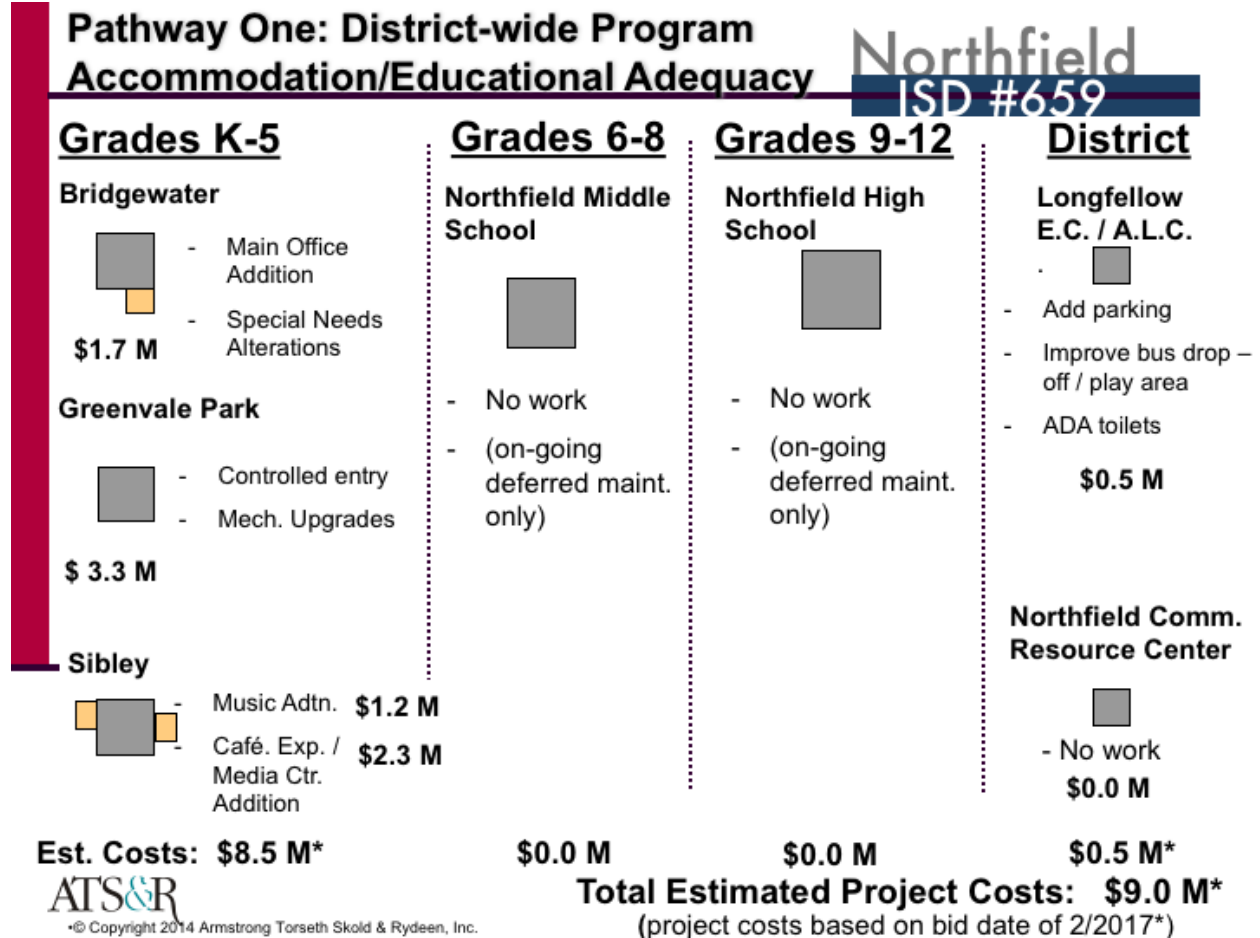 Pathway One: District-wide Program
Accommodation/Educational Adequacy
Northfield
ISD #659
Grades K-5
Bridgewater
- Main Office
Addition
- Special Needs
Alterations
$1.7 M
Greenvale Park
- Controlled entry
- Mech. Upgrades
$ 3.3 M
Sibley
- Music Adtn. $1.2 M
- Café. Exp. / $2.3 M
Media Ctr.
Addition
Grades 6-8
Northfield Middle
School
- No work
- (on-going
deferred maint.
only)
Grades 9-12
Northfield High
School
- No work
- (on-going
deferred maint.
only)
District
Longfellow
E.C. / A.L.C.
.
- Add parking
- Improve bus drop –
off / play area
- ADA toilets
$0.5 M
Northfield Comm.
Resource Center
- No work
$0.0 M
Est. Costs: $8.5 M* $0.0 M $0.0 M $0.5 M*
ATS&R
Total Estimated Project Costs: $9.0 M*
•© Copyright 2014 Armstrong Torseth Skold & Rydeen, Inc.
(project costs based on bid date of 2/2017*)